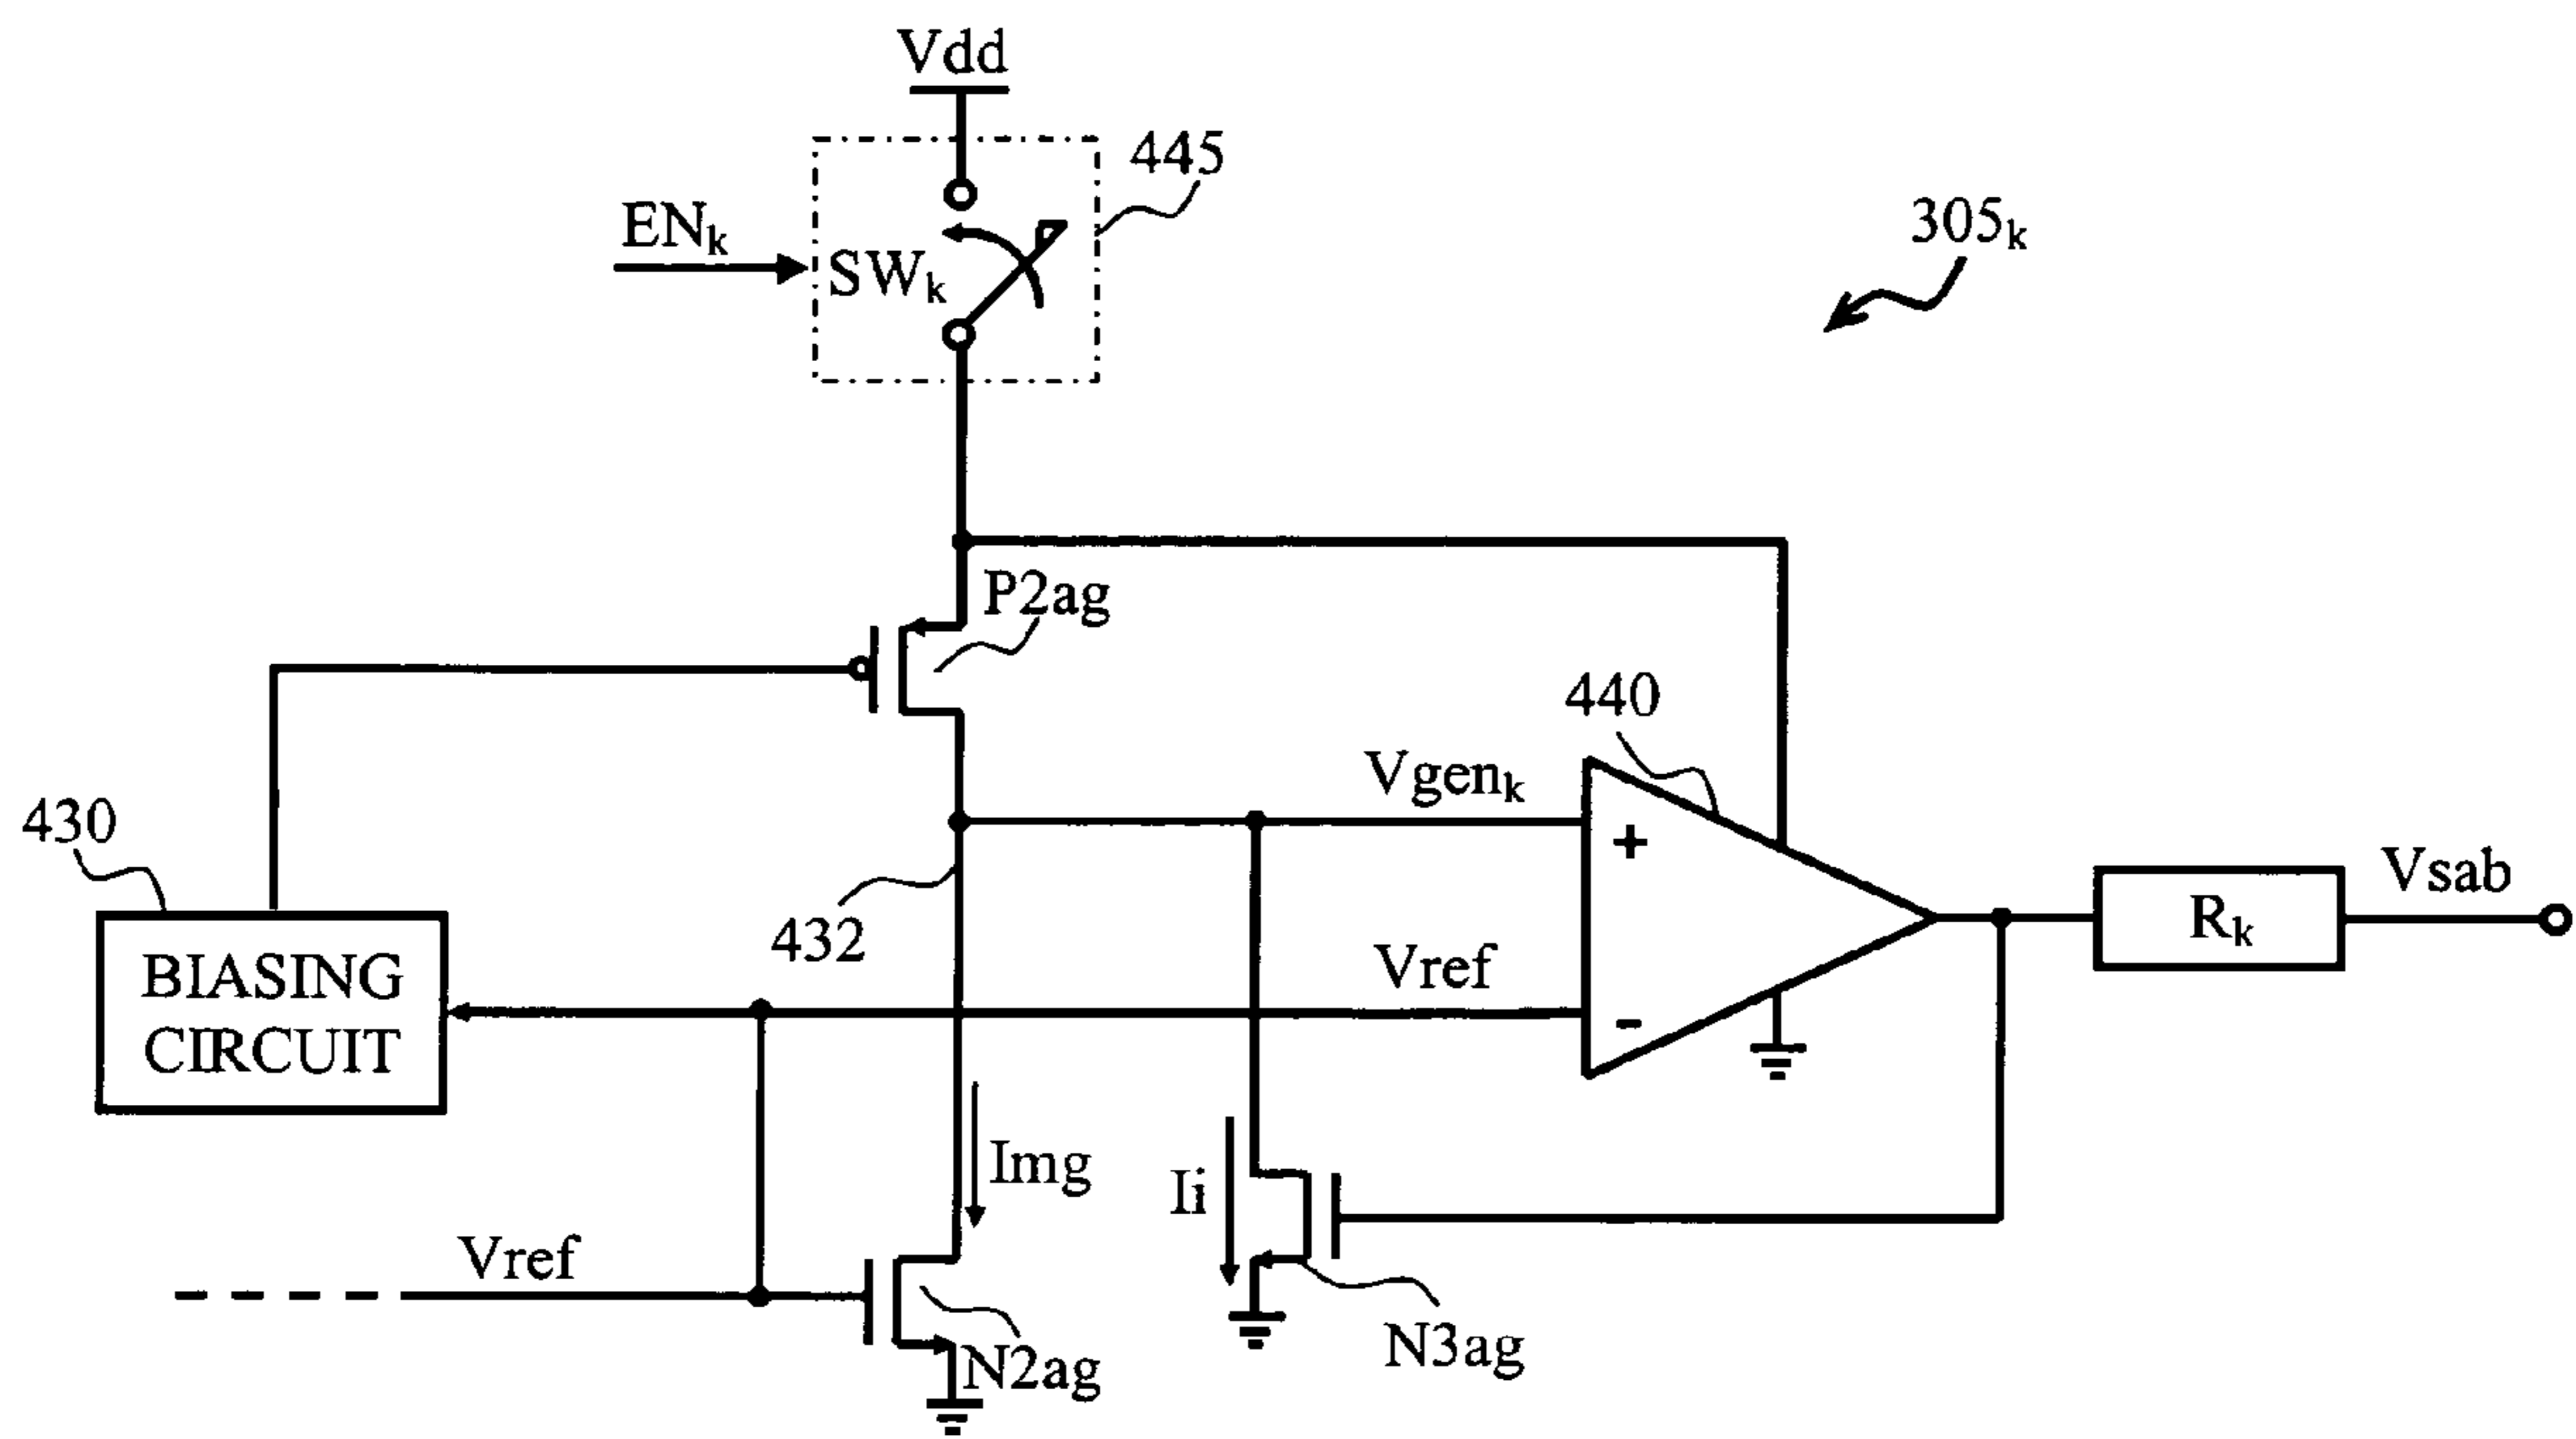 Vdd
445
ENk
SWk
305k
P2ag
440
Vgenk
430
+
Vsab
Rk
432
Vref
BIASING
CIRCUIT
-
Img
Ii
Vref
N3ag
N2ag